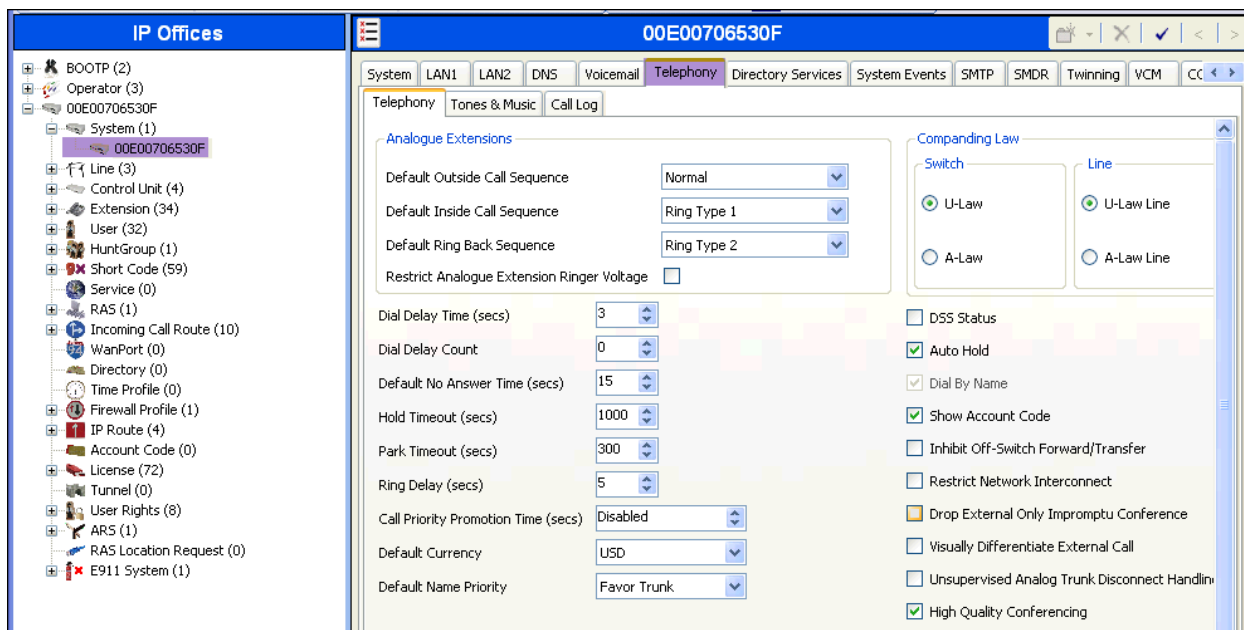 IP Offices
BOOTP (2)
Operator (3)
00E00706530F
System (1)
00E00706530F
Line (3)
Control Unit (4)
Extension (34)
User (32)
HuntGroup (1)
Short Code (59)
Service (0)
RAS (1)
Incoming Call Route (10)
WanPort (0)
Directory (0)
Time Profile (0)
Firewall Profile (1)
IP Route (4)
Account Code (0)
License (72)
Tunnel (0)
User Rights (8)
ARS (1)
RAS Location Request (0)
E911 System (1)
00E00706530F
System LAN1 LAN2 DNS Voicemail Telephony Directory Services System Events SMTP SMDR Twinning VCM CC
Telephony Tones & Music Call Log
Analogue Extensions
Default Outside Call Sequence Normal
Default Inside Call Sequence Ring Type 1
Default Ring Back Sequence Ring Type 2
Restrict Analogue Extension Ringer Voltage
Dial Delay Time (secs) 3
Dial Delay Count 0
Default No Answer Time (secs) 15
Hold Timeout (secs) 1000
Park Timeout (secs) 300
Ring Delay (secs) 5
Call Priority Promotion Time (secs) Disabled
Default Currency USD
Default Name Priority Favor Trunk
Companding Law
Switch Line
U-Law U-Law Line
A-Law A-Law Line
DSS Status
Auto Hold
Dial By Name
Show Account Code
Inhibit Off-Switch Forward/Transfer
Restrict Network Interconnect
Drop External Only Impromptu Conference
Visually Differentiate External Call
Unsupervised Analog Trunk Disconnect Handlin
High Quality Conferencing